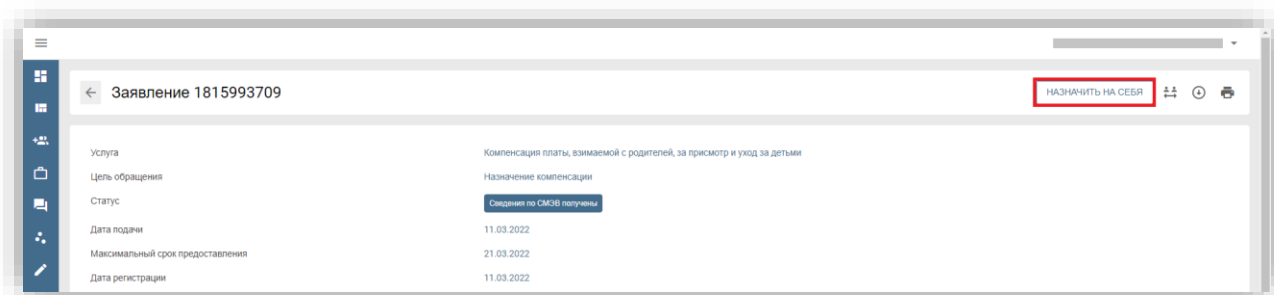 Заявление 1815993709
НАЗНАЧИТЬ НА СЕБЯ
Услуга
Компенсация платы, взимаемой с родителей, за присмотр и уход за детьми
Цель обращения
Назначение компенсации
Статус
Сведения по СМЭВ получены
Дата подачи
11.03.2022
Максимальный срок предоставления
21.03.2022
Дата регистрации
11.03.2022